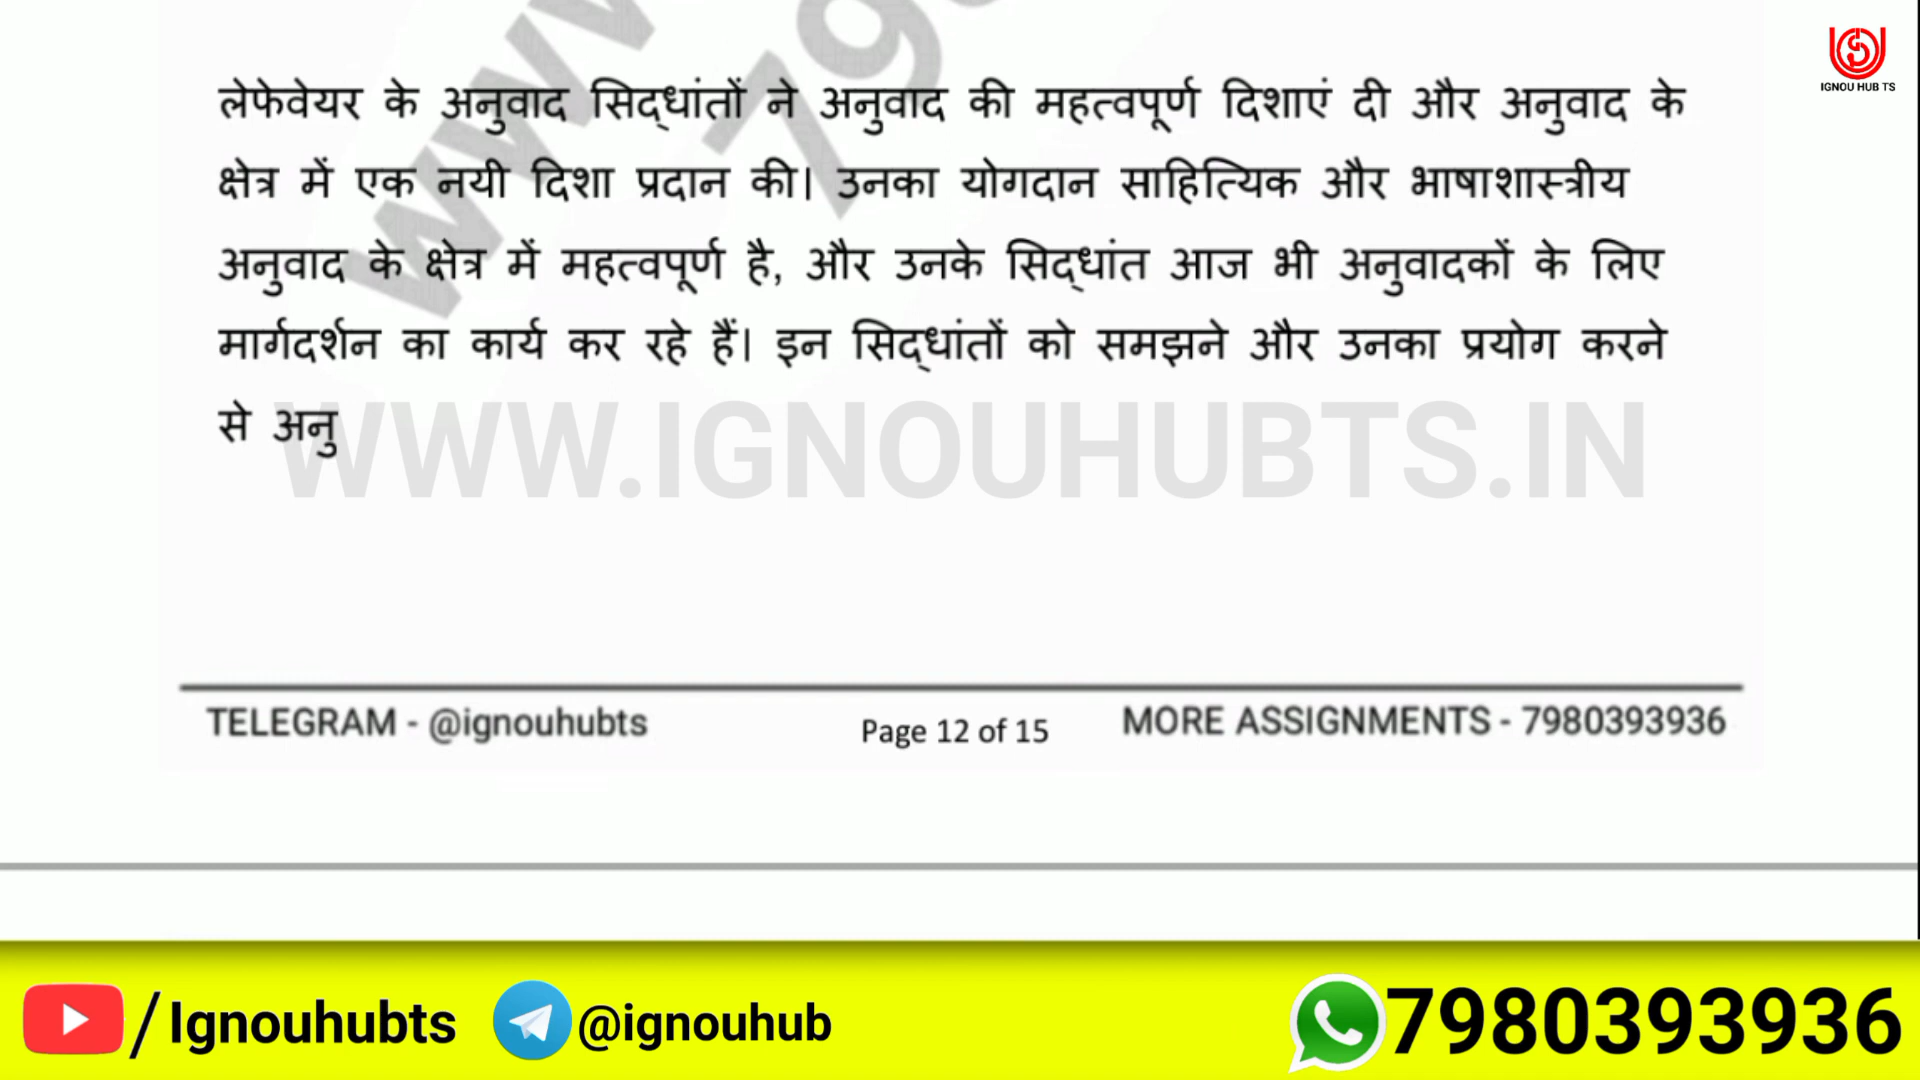 IGNOU HUB TS
लेफेवेयर के अनुवाद सिद्धांतों ने अनुवाद की महत्वपूर्ण दिशाएं दी और अनुवाद के
क्षेत्र में एक नयी दिशा प्रदान की। उनका योगदान साहित्यिक और भाषाशास्त्रीय
अनुवाद के क्षेत्र में महत्वपूर्ण है, और उनके सिद्धांत आज भी अनुवादकों के लिए
मार्गदर्शन का कार्य कर रहे हैं। इन सिद्धांतों को समझने और उनका प्रयोग करने
से अनु
WWW.IGNOUHUBTS.IN
TELEGRAM - @ignouhubts Page 12 of 15 MORE ASSIGNMENTS - 7980393936
/Ignouhubts @ignouhub 7980393936